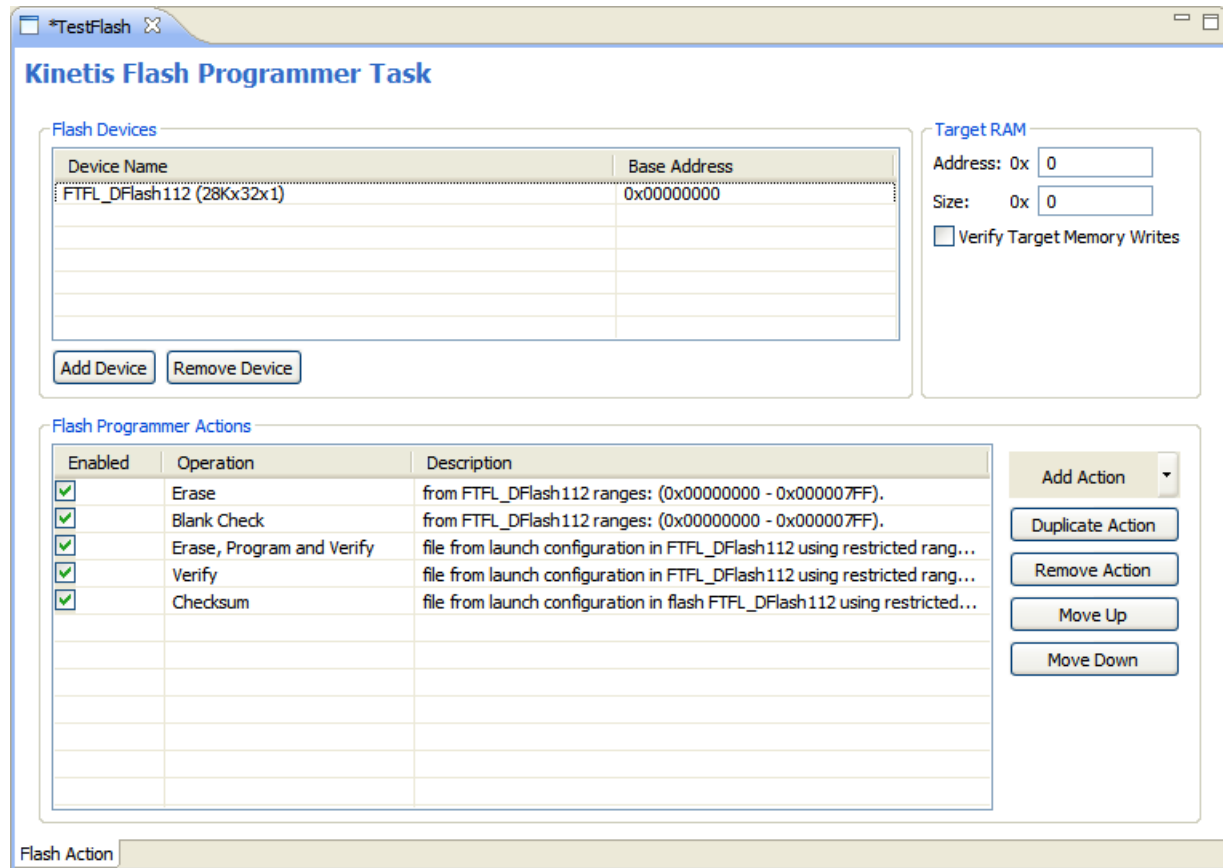 *TestFlash
Kinetis Flash Programmer Task
Flash Devices
Device Name Base Address
FTFL_DFlash112 (28Kx32x1) 0x00000000
Add Device Remove Device
Target RAM
Address: 0x 0
Size: 0x 0
Verify Target Memory Writes
Flash Programmer Actions
Enabled Operation Description
Erase from FTFL_DFlash112 ranges: (0x00000000 - 0x000007FF).
Blank Check from FTFL_DFlash112 ranges: (0x00000000 - 0x000007FF).
Erase, Program and Verify file from launch configuration in FTFL_DFlash112 using restricted rang...
Verify file from launch configuration in FTFL_DFlash112 using restricted rang...
Checksum file from launch configuration in flash FTFL_DFlash112 using restricted...
Add Action
Duplicate Action
Remove Action
Move Up
Move Down
Flash Action